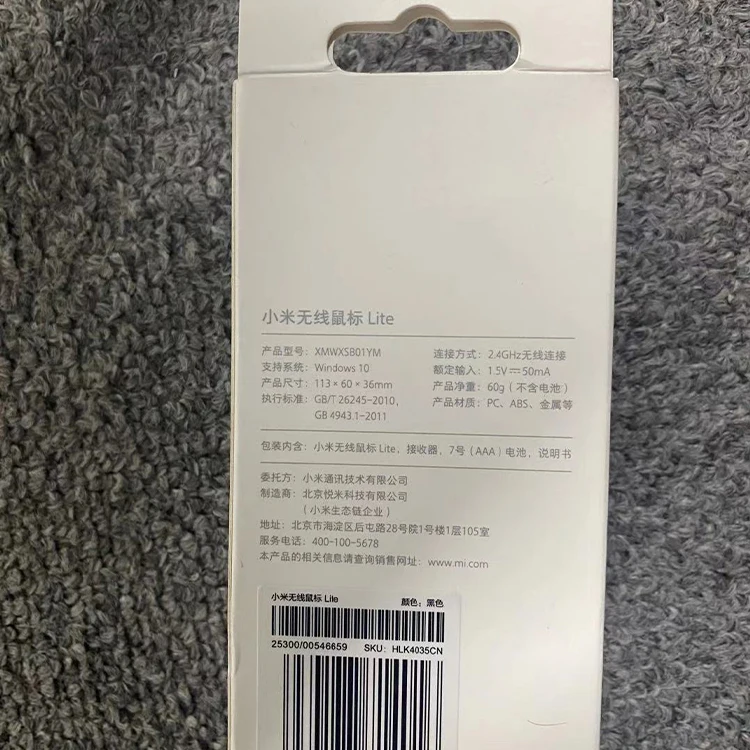 小米无线鼠标 Lite
产品型号： XMWXSB01YM
支持系统： Windows 10
产品尺寸： 113 × 60 × 36mm
执行标准： GB/T 26245-2010,
GB 4943.1-2011
连接方式： 2.4GHz无线连接
额定输入： 1.5V⎓50mA
产品净重： 60g（不含电池）
产品材质： PC、ABS、金属等
包装内含：小米无线鼠标 Lite，接收器，7号（AAA）电池，说明书
委托方：小米通讯技术有限公司
制造商：北京悦米科技有限公司
（小米生态链企业）
地址：北京市海淀区后屯路28号院1号楼1层105室
服务电话：400-100-5678
本产品的相关信息请查询销售网址：www.mi.com
小米无线鼠标 Lite 颜色：黑色
25300/00546659 SKU： HLK4035CN